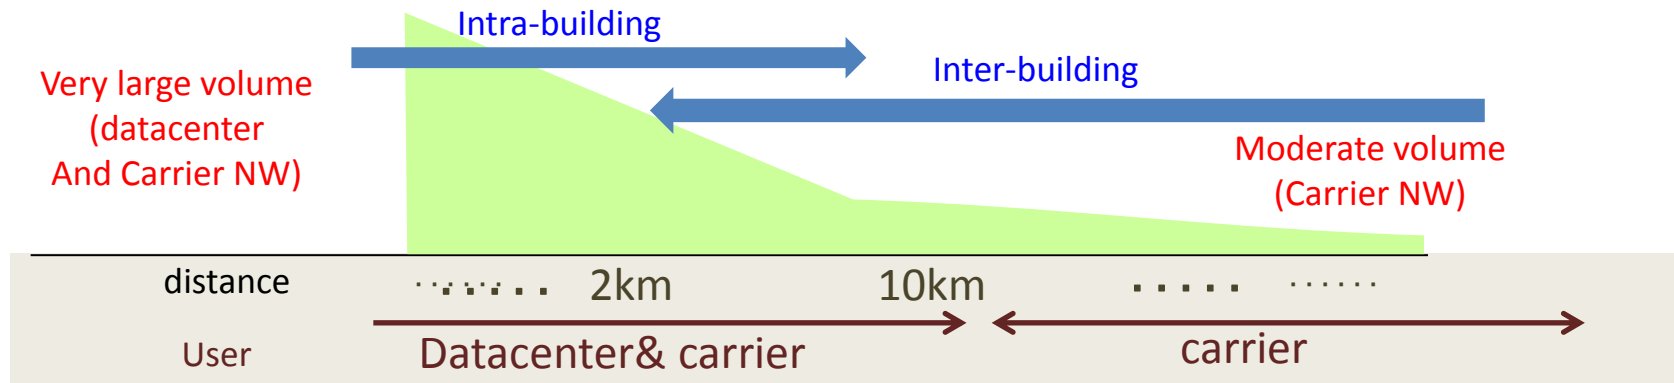 Intra-building
Inter-building
Very large volume
(datacenter
And Carrier NW)
Moderate volume
(Carrier NW)
distance
2km
10km
User
Datacenter& carrier
carrier